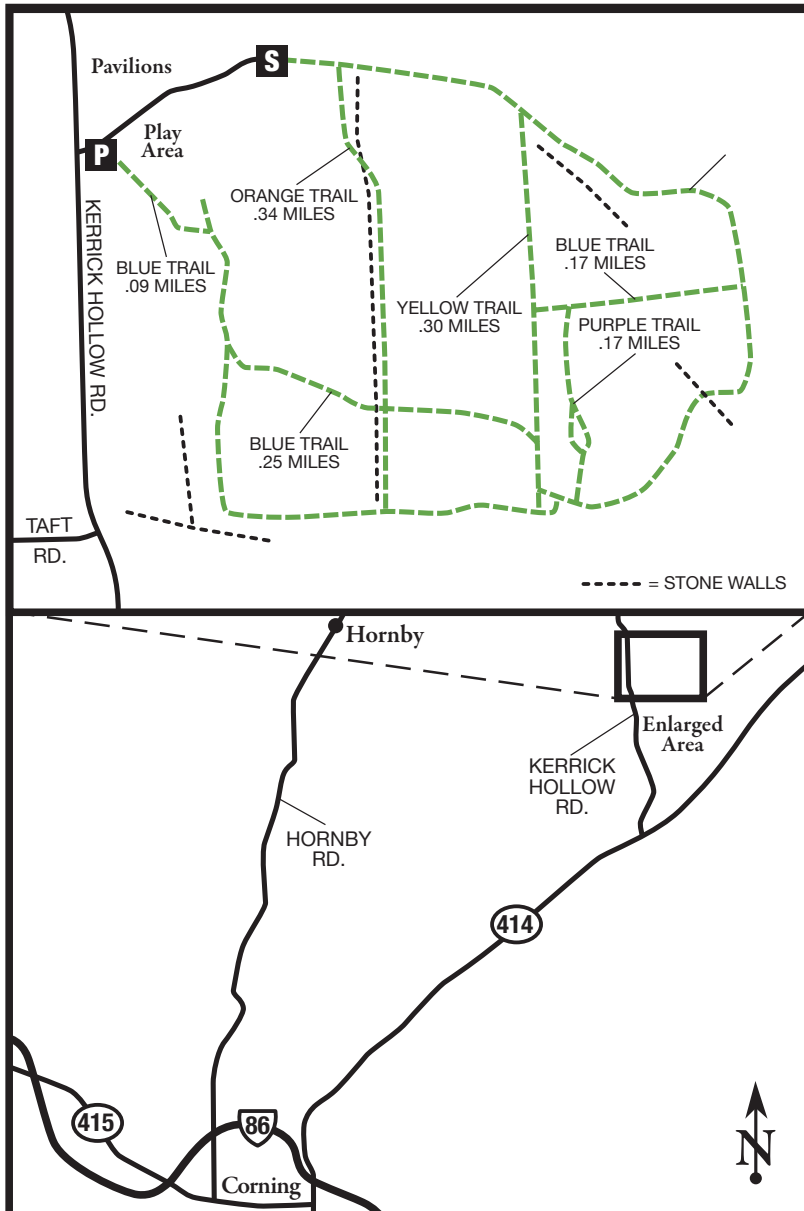 Pavilions
S
P
Play
Area
KERRICK HOLLOW RD.
ORANGE TRAIL
.34 MILES
BLUE TRAIL
.09 MILES
BLUE TRAIL
.17 MILES
YELLOW TRAIL
.30 MILES
PURPLE TRAIL
.17 MILES
BLUE TRAIL
.25 MILES
TAFT
RD.
= STONE WALLS
Hornby
Enlarged
Area
KERRICK
HOLLOW
RD.
HORNBY
RD.
414
415
86
Corning
N